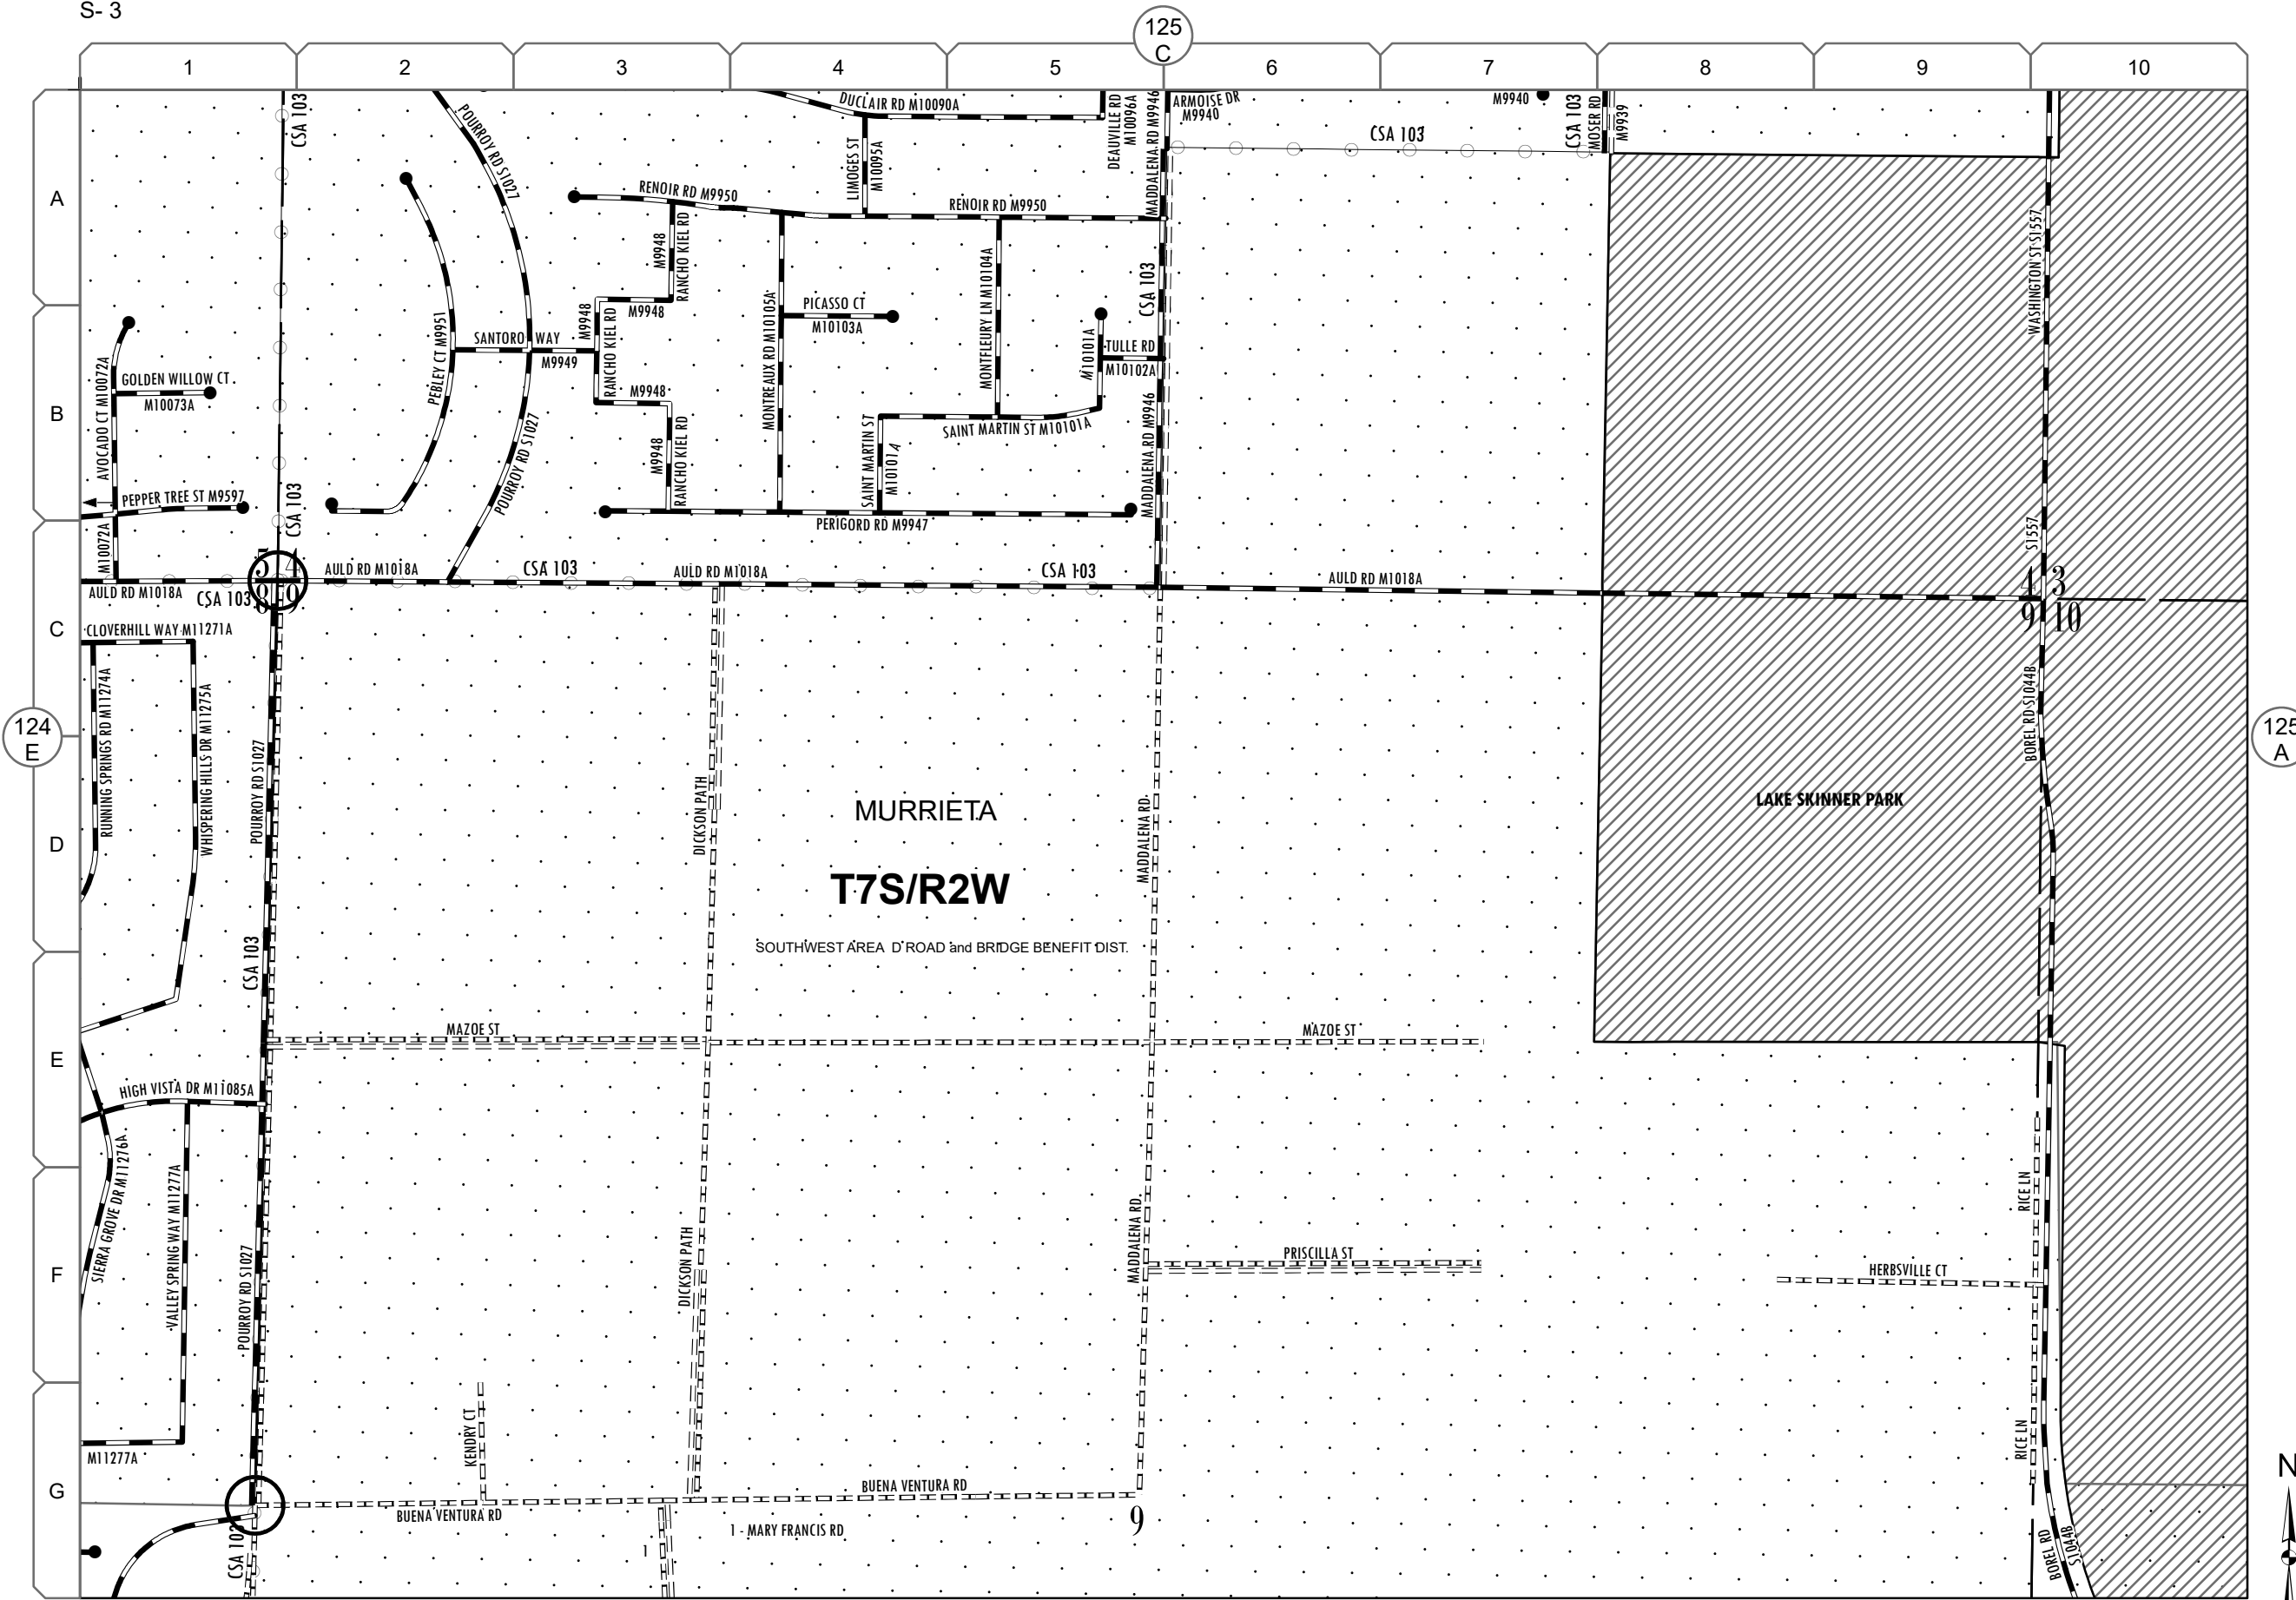 S- 3
125
C
1
2
3
4
5
6
7
8
9
10
A
B
C
D
E
F
G
124
E
125
A
CSA 103
POURROY RD S1027
DUCLAIR RD M10090A
LIMOGES ST
M10095A
DEAUVILLE RD
M10096A
MADDALENA RD M9946
ARMOISE DR
M9940
M9940
CSA 103
CSA 103
MOSER RD
M9939
RENOIR RD M9950
RENOIR RD M9950
M9948
RANCHO KIEL RD
M9948
M9948
RANCHO KIEL RD
MONTREAUX RD M10105A
PICASSO CT
M10103A
MONTFLEURY LN M10104A
CSA 103
WASHINGTON ST S1557
AVOCADO CT M10072A
GOLDEN WILLOW CT
M10073A
PEBLEY CT M9951
SANTORO WAY
M9949
M9948
M9948
RANCHO KIEL RD
M10101A
TULLE RD
M10102A
SAINT MARTIN ST M10101A
SAINT MARTIN ST
M10101A
MADDALENA RD M9946
POURROY RD S1027
PEPPER TREE ST M9597
CSA 103
PERIGORD RD M9947
M10072A
S1557
5 4
8 9
AULD RD M1018A
CSA 103
AULD RD M1018A
CSA 103
AULD RD M1018A
CSA 103
AULD RD M1018A
4 3
9 10
CLOVERHILL WAY M11271A
RUNNING SPRINGS RD M11274A
WHISPERING HILLS DR M11275A
POURROY RD S1027
DICKSON PATH
MURRIETA
MADDALENA RD
BOREL RD S1044B
LAKE SKINNER PARK
T7S/R2W
SOUTHWEST AREA D ROAD and BRIDGE BENEFIT DIST.
CSA 103
MAZOE ST
MAZOE ST
HIGH VISTA DR M11085A
SIERRA GROVE DR M11276A
VALLEY SPRING WAY M11277A
POURROY RD S1027
DICKSON PATH
MADDALENA RD
PRISCILLA ST
RICE LN
HERBSVILLE CT
M11277A
KENDRY CT
RICE LN
BUENA VENTURA RD
BUENA VENTURA RD
9
CSA 103
1
1 - MARY FRANCIS RD
BOREL RD
S1044B
N